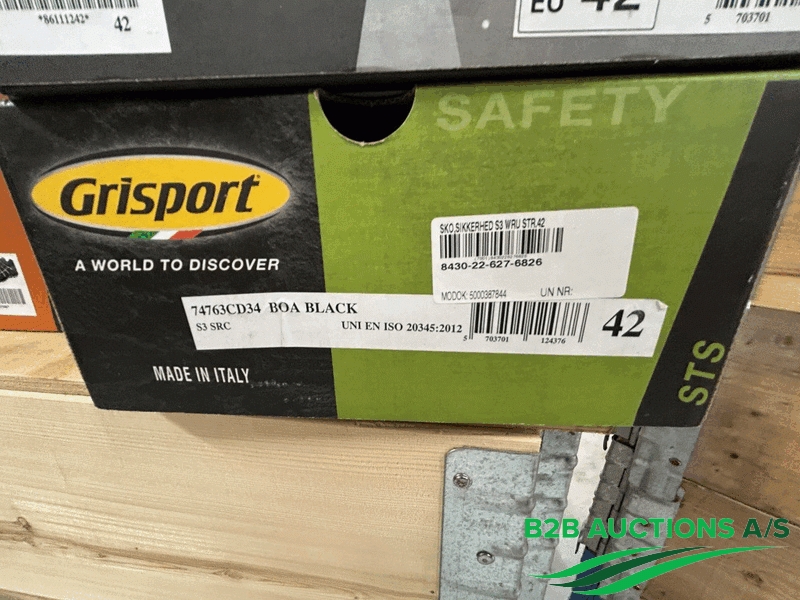 *86111242*
42
EU 42
5 703701
SAFETY
Grisport
A WORLD TO DISCOVER
SKO,SIKKERHED S3 WRU STR.42
8430-22-627-6826
MODOK: 5000387844
UN NR:
74763CD34 BOA BLACK
S3 SRC
UNI EN ISO 20345:2012
5 703701 124376
42
MADE IN ITALY
STS
B2B AUCTIONS A/S